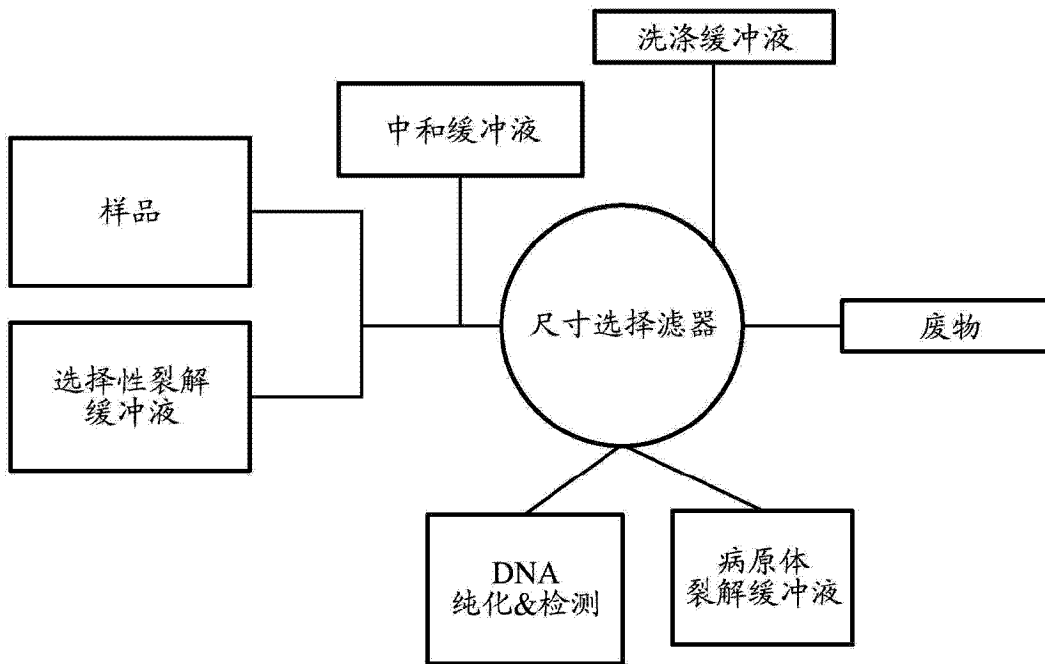 洗涤缓冲液
中和缓冲液
样品
尺寸选择滤器
废物
选择性裂解
缓冲液
DNA
纯化&检测
病原体
裂解缓冲液